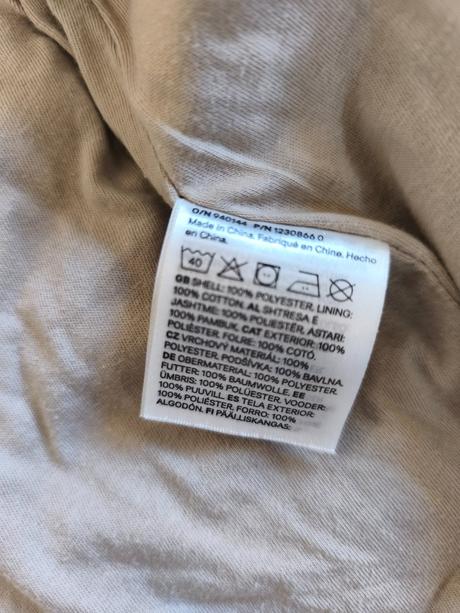 O/N 940144 P/N 1230866.0
Made in China. Fabriqué en Chine. Hecho
en China.
40
GB SHELL: 100% POLYESTER, LINING:
100% COTTON. AL SHTRESA E
JASHTME: 100% POLIESTËR, ASTARI:
100% PAMBUK. CAT EXTERIOR: 100%
POLIÈSTER, FOLRE: 100% COTÓ.
CZ VRCHOVÝ MATERIÁL: 100%
POLYESTER, PODŠÍVKA: 100% BAVLNA.
DE OBERMATERIAL: 100% POLYESTER,
FUTTER: 100% BAUMWOLLE. EE
ÜMBRIS: 100% POLÜESTER, VOODER:
100% PUUVILL. ES TELA EXTERIOR:
100% POLIÉSTER, FORRO: 100%
ALGODÓN. FI PÄÄLLISKANGAS: